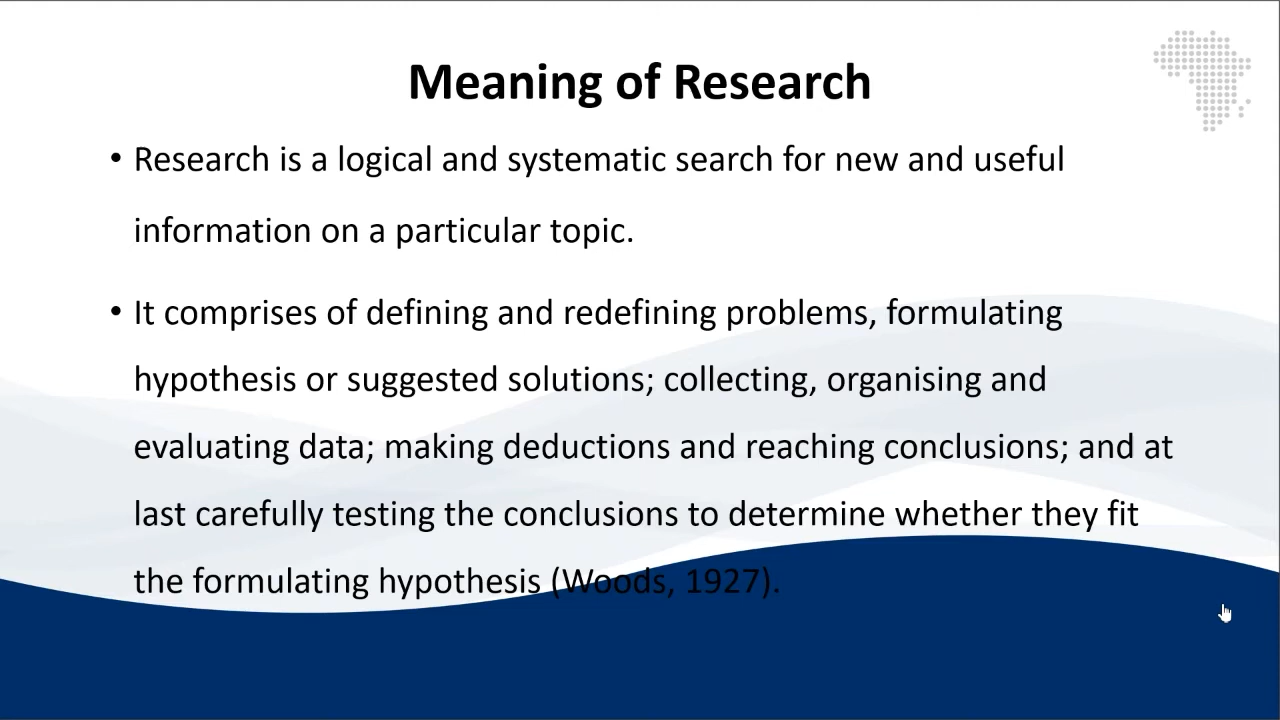 Meaning of Research
• Research is a logical and systematic search for new and useful
information on a particular topic.
• It comprises of defining and redefining problems, formulating
hypothesis or suggested solutions; collecting, organising and
evaluating data; making deductions and reaching conclusions; and at
last carefully testing the conclusions to determine whether they fit
the formulating hypothesis (Woods, 1927).